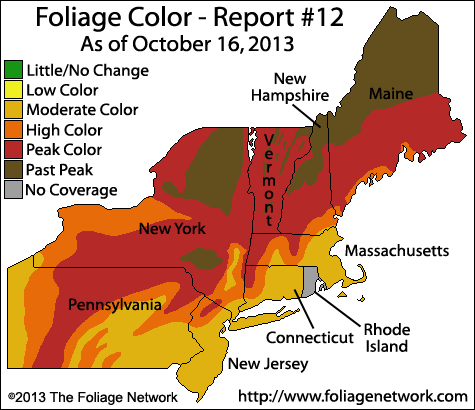 Foliage Color - Report #12
As of October 16, 2013
Little/No Change
Low Color
Moderate Color
High Color
Peak Color
Past Peak
No Coverage
New
Hampshire
Maine
Vermont
New York
Massachusetts
Pennsylvania
Connecticut
Rhode
Island
New Jersey
©2013 The Foliage Network
http://www.foliagenetwork.com